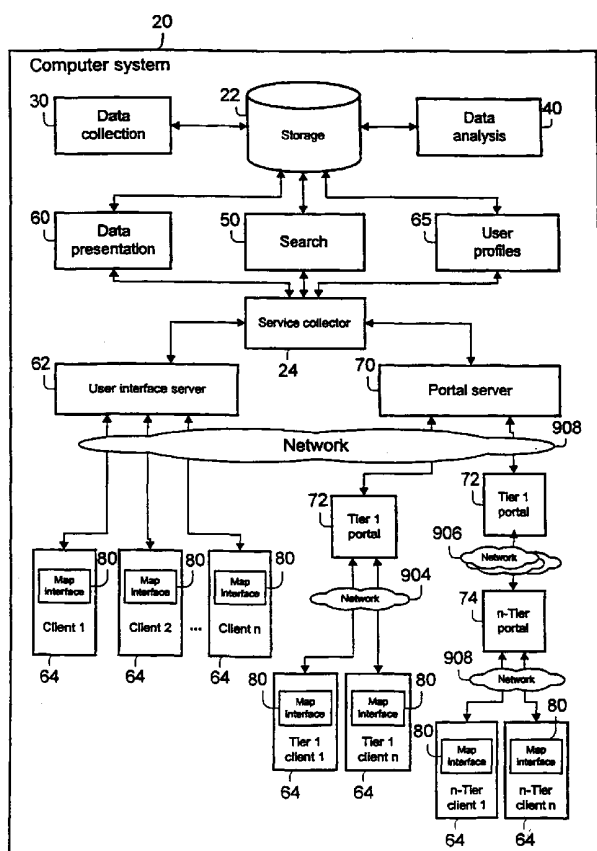 20
Computer system
30
Data
collection
22
Storage
Data
analysis
40
60
Data
presentation
50
Search
65
User
profiles
Service collector
24
62
User interface server
70
Portal server
Network
908
72
Tier 1
portal
72
Tier 1
portal
906
Network
904
Network
74
n-Tier
portal
908
Network
80
Map
Interface
Client 1
64
80
Map
Interface
Client 2
64
...
80
Map
Interface
Client n
64
80
Map
Interface
Tier 1
client 1
64
80
Map
Interface
Tier 1
client n
64
80
Map
Interface
n-Tier
client 1
64
80
Map
Interface
n-Tier
client n
64